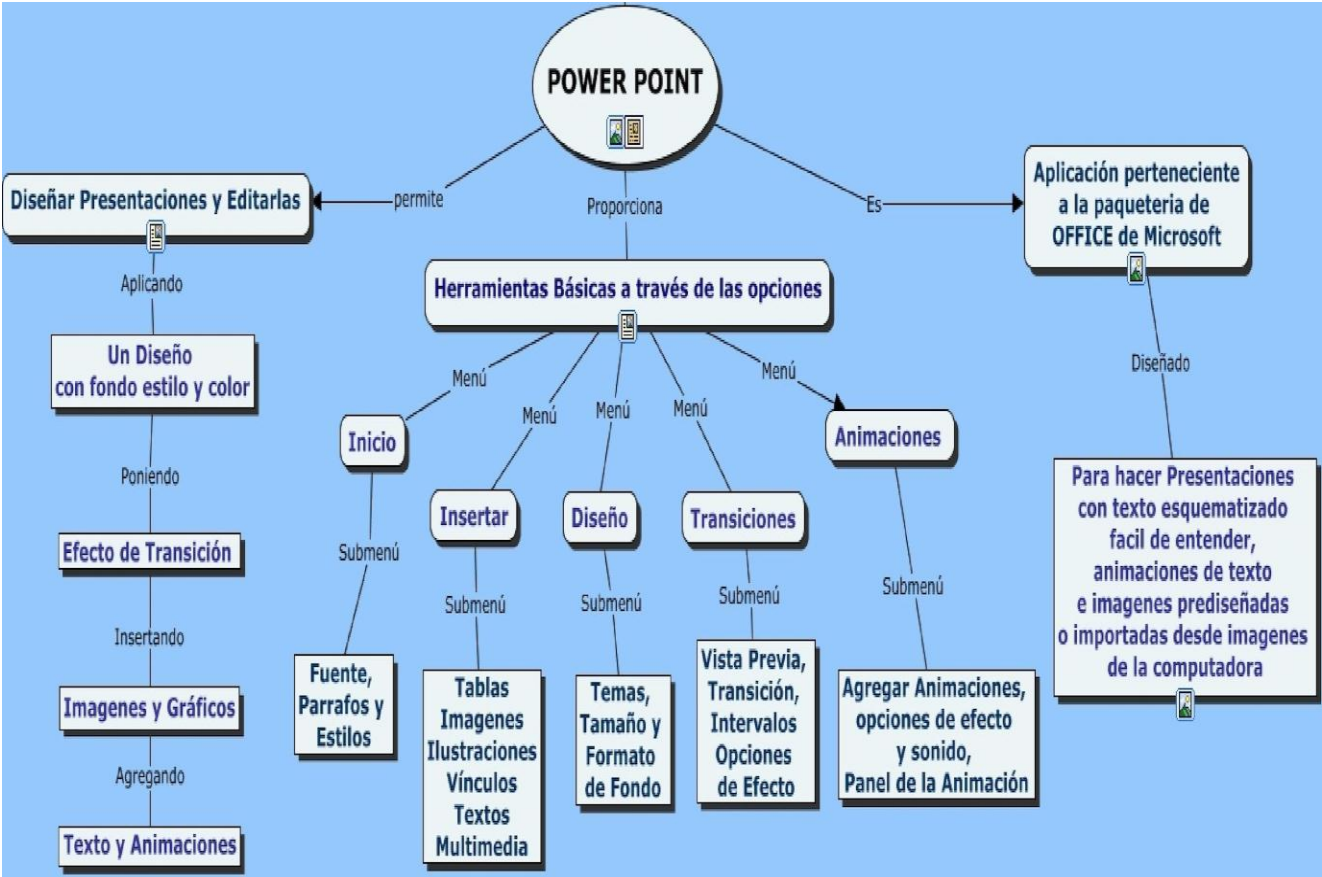 POWER POINT
permite
Proporciona
Es
Diseñar Presentaciones y Editarlas
Aplicando
Un Diseño
con fondo estilo y color
Poniendo
Efecto de Transición
Insertando
Imagenes y Gráficos
Agregando
Texto y Animaciones
Herramientas Básicas a través de las opciones
Menú
Menú
Menú
Menú
Menú
Inicio
Submenú
Fuente,
Parrafos y
Estilos
Insertar
Submenú
Tablas
Imagenes
Ilustraciones
Vínculos
Textos
Multimedia
Diseño
Submenú
Temas,
Tamaño y
Formato
de Fondo
Transiciones
Submenú
Vista Previa,
Transición,
Intervalos
Opciones
de Efecto
Animaciones
Submenú
Agregar Animaciones,
opciones de efecto
y sonido,
Panel de la Animación
Aplicación perteneciente
a la paqueteria de
OFFICE de Microsoft
Diseñado
Para hacer Presentaciones
con texto esquematizado
facil de entender,
animaciones de texto
e imagenes prediseñadas
o importadas desde imagenes
de la computadora